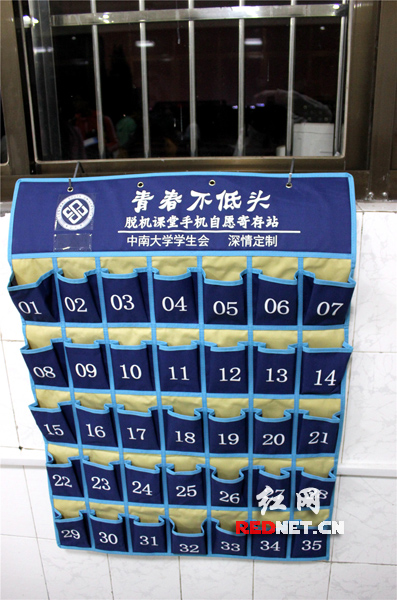 青春不低头
脱机课堂手机自愿寄存站
中南大学学生会 深情定制
01 02 03 04 05 06 07
08 09 10 11 12 13 14
15 16 17 18 19 20 21
22 23 24 25 26
29 30 31 32 33 34 35
红网
REDNET.CN